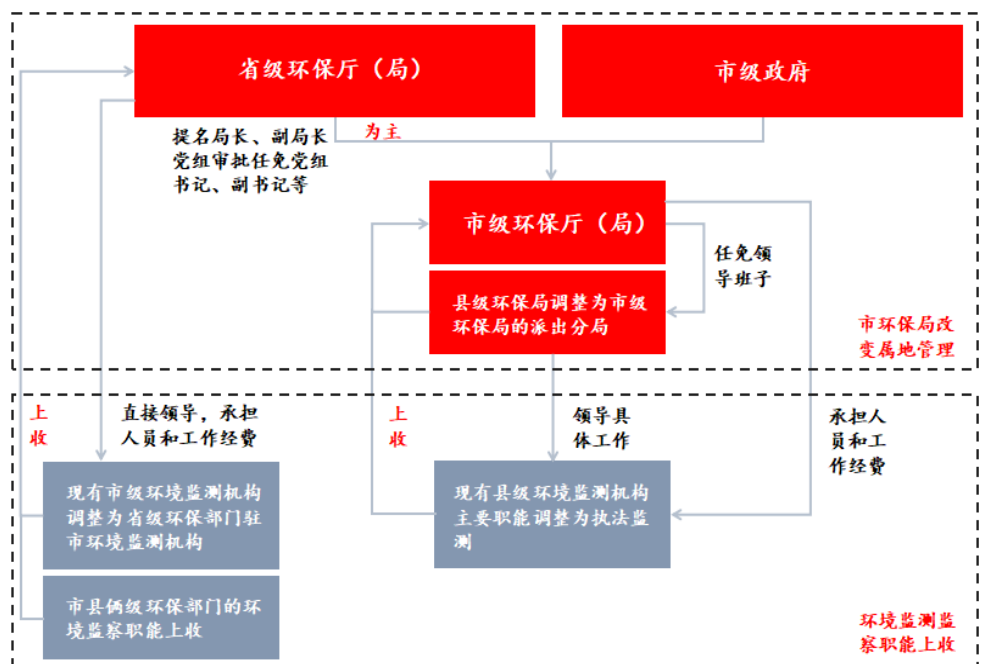 省级环保厅（局）
市级政府
提名局长、副局长
党组审批任免党组
书记、副书记等
为主
市级环保厅（局）
任免领
导班子
县级环保局调整为市级
环保局的派出分局
市环保局改
变属地管理
上
收
直接领导，承担
人员和工作经费
上
收
领导具
体工作
承担人
员和工
作经费
现有市级环境监测机构
调整为省级环保部门驻
市环境监测机构
现有县级环境监测机构
主要职能调整为执法监
测
市县俩级环保部门的环
境监察职能上收
环境监测监
察职能上收